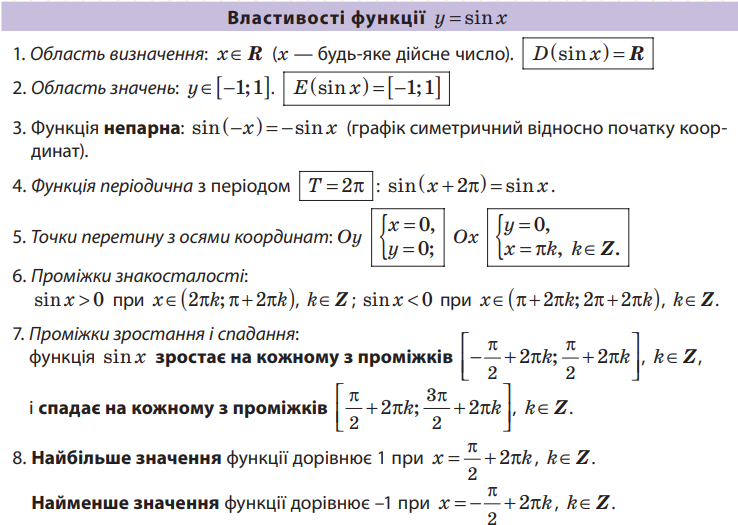 Властивості функції y = sin x
1. Область визначення: x ∈ R (x — будь-яке дійсне число). D(sin x) = R
2. Область значень: y ∈ [−1; 1]. E(sin x) = [−1; 1]
3. Функція непарна: sin(−x) = −sin x (графік симетричний відносно початку коор-
динат).
4. Функція періодична з періодом T = 2π : sin(x + 2π) = sin x.
5. Точки перетину з осями координат: Oy {x = 0, y = 0; Ox {y = 0, x = πk, k ∈ Z.
6. Проміжки знакосталості:
sin x > 0 при x ∈ (2πk; π + 2πk), k ∈ Z; sin x < 0 при x ∈ (π + 2πk; 2π + 2πk), k ∈ Z.
7. Проміжки зростання і спадання:
функція sin x зростає на кожному з проміжків [−π/2 + 2πk; π/2 + 2πk], k ∈ Z,
і спадає на кожному з проміжків [π/2 + 2πk; 3π/2 + 2πk], k ∈ Z.
8. Найбільше значення функції дорівнює 1 при x = π/2 + 2πk, k ∈ Z.
Найменше значення функції дорівнює –1 при x = −π/2 + 2πk, k ∈ Z.